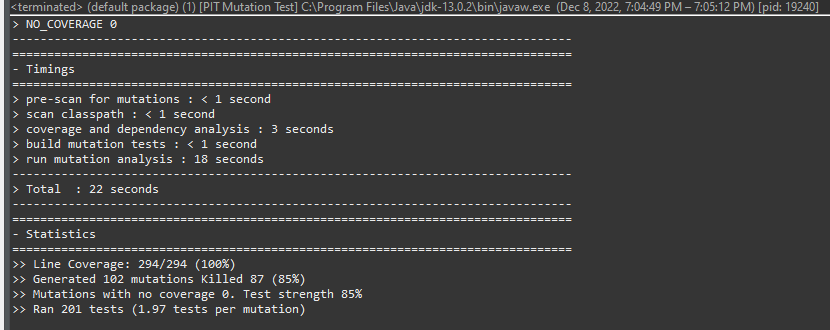 <terminated> (default package) (1) [PIT Mutation Test] C:\Program Files\Java\jdk-13.0.2\bin\javaw.exe (Dec 8, 2022, 7:04:49 PM – 7:05:12 PM) [pid: 19240]
> NO_COVERAGE 0
--------------------------------------------------------------------------------
================================================================================
- Timings
================================================================================
> pre-scan for mutations : < 1 second
> scan classpath : < 1 second
> coverage and dependency analysis : 3 seconds
> build mutation tests : < 1 second
> run mutation analysis : 18 seconds
--------------------------------------------------------------------------------
> Total  : 22 seconds
--------------------------------------------------------------------------------
================================================================================
- Statistics
================================================================================
>> Line Coverage: 294/294 (100%)
>> Generated 102 mutations Killed 87 (85%)
>> Mutations with no coverage 0. Test strength 85%
>> Ran 201 tests (1.97 tests per mutation)